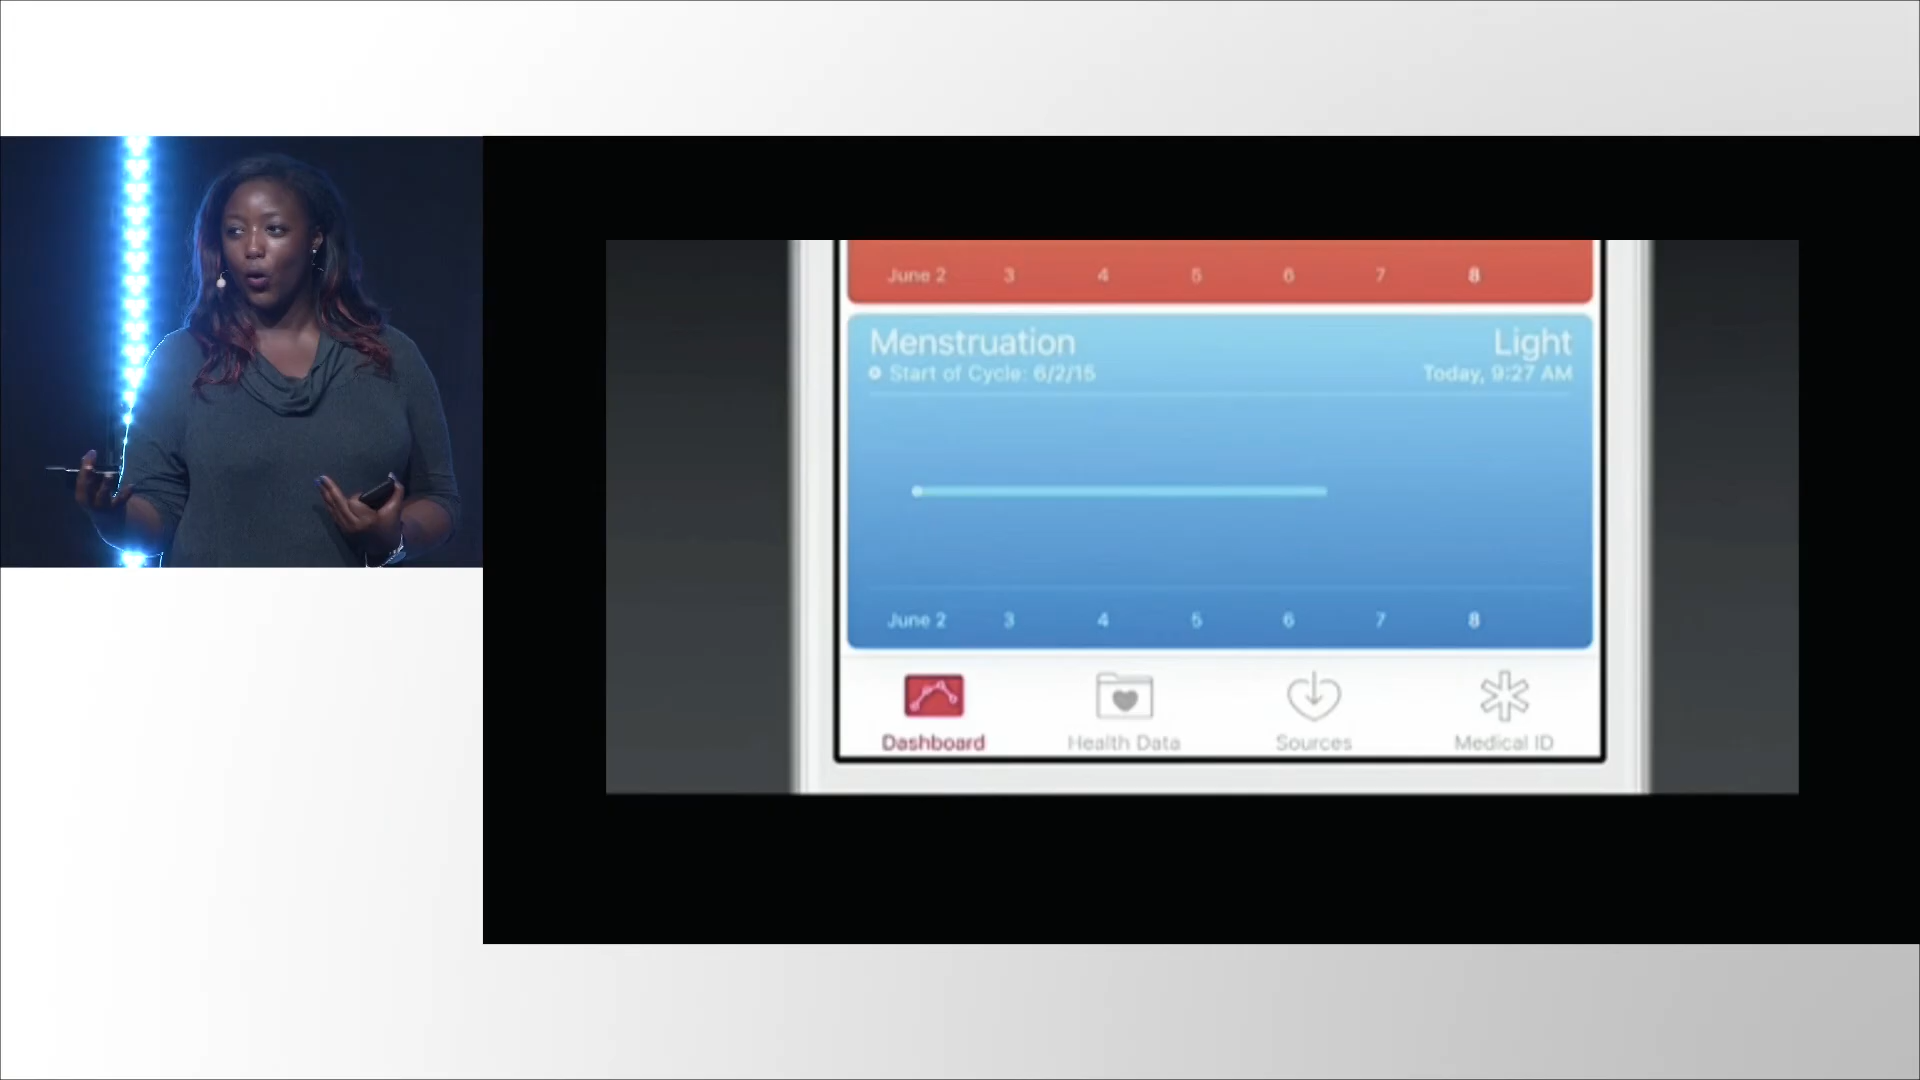 June 2 3 4 5 6 7 8
Menstruation Light
Start of Cycle: 6/2/15 Today, 9:27 AM
June 2 3 4 5 6 7 8
Dashboard Health Data Sources Medical ID